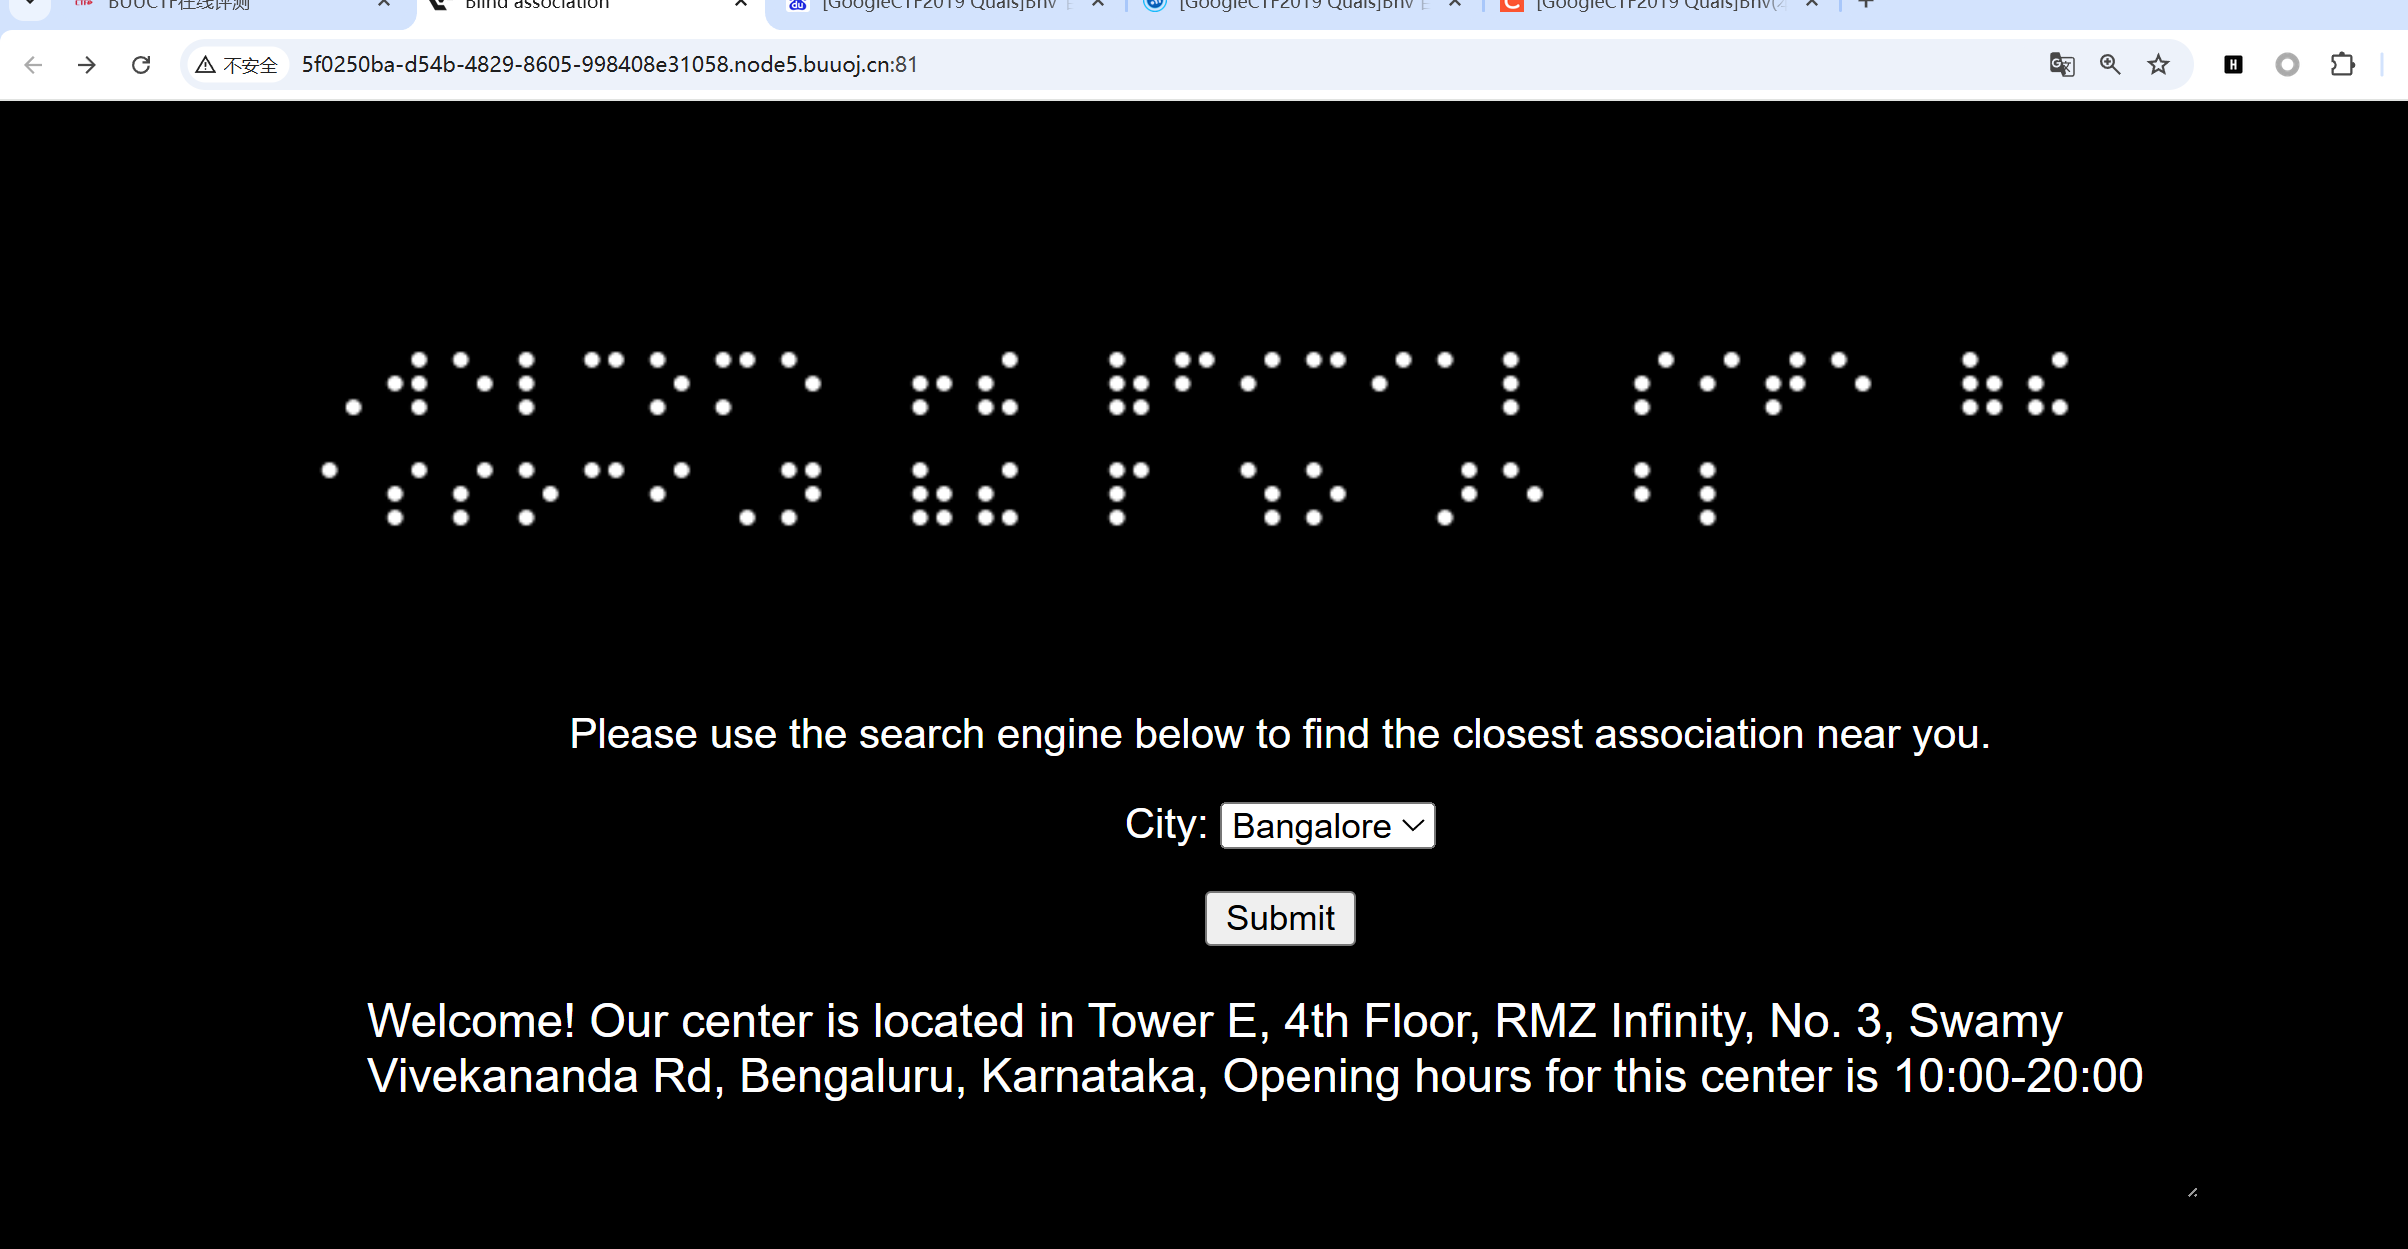 BUUCTF在线评测
Blind association
[GoogleCTF2019 Quals]Bnv
[GoogleCTF2019 Quals]Bnv
[GoogleCTF2019 Quals]Bnv(2
不安全 5f0250ba-d54b-4829-8605-998408e31058.node5.buuoj.cn:81
⠠⠺⠑⠇⠉⠕⠍⠑ ⠖⠮ ⠷⠋⠊⠉⠊⠁⠇ ⠎⠊⠞⠑ ⠷⠮
⠁⠎⠎⠕⠉⠊⠠⠝ ⠷⠮ ⠏ ⠱⠕ ⠜⠑ ⠃⠇
Please use the search engine below to find the closest association near you.
City: Bangalore
Submit
Welcome! Our center is located in Tower E, 4th Floor, RMZ Infinity, No. 3, Swamy
Vivekananda Rd, Bengaluru, Karnataka, Opening hours for this center is 10:00-20:00